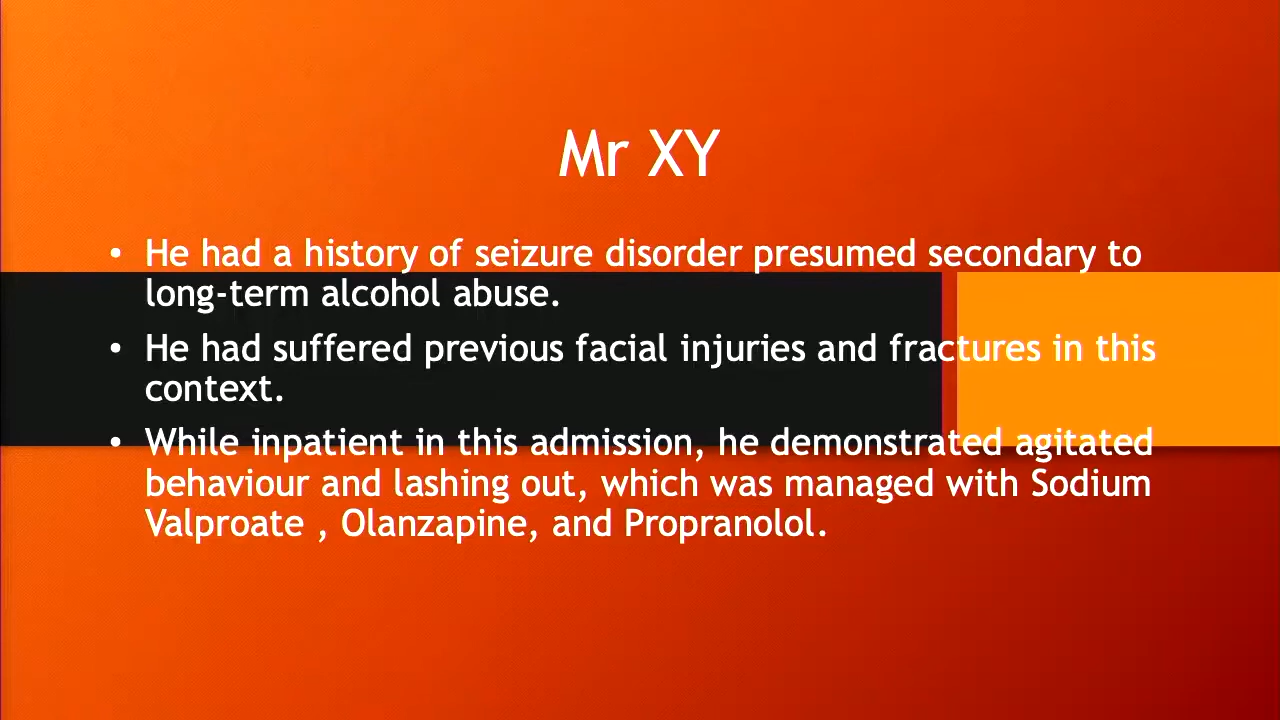 Mr XY
• He had a history of seizure disorder presumed secondary to
long-term alcohol abuse.
• He had suffered previous facial injuries and fractures in this
context.
• While inpatient in this admission, he demonstrated agitated
behaviour and lashing out, which was managed with Sodium
Valproate , Olanzapine, and Propranolol.